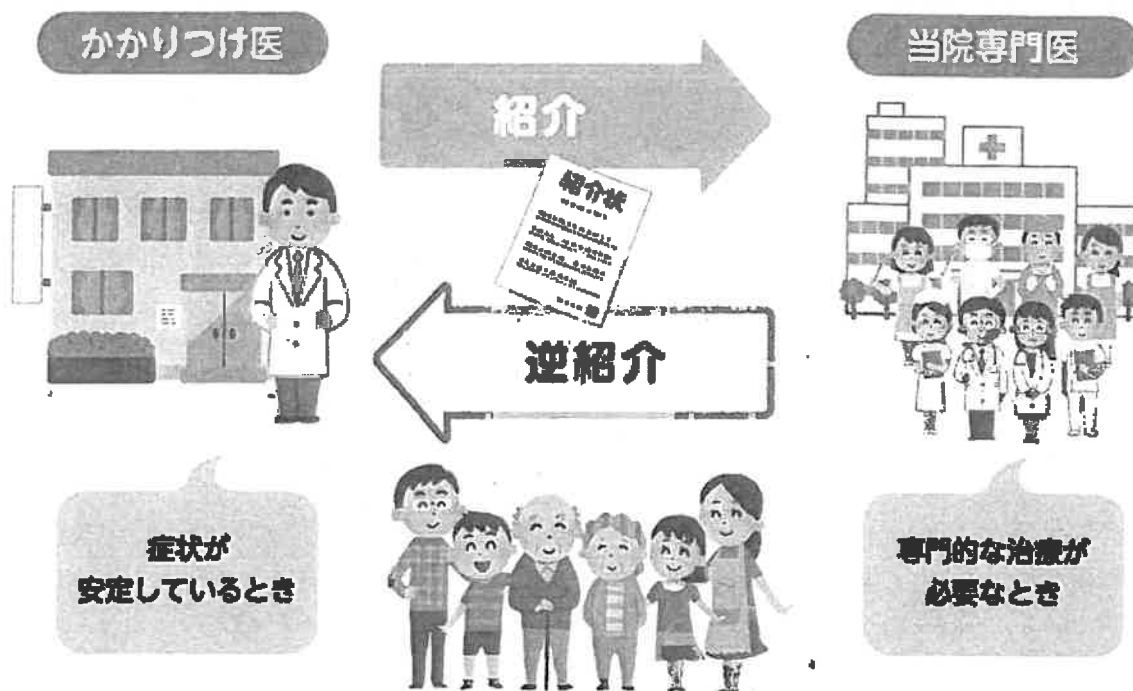 かかりつけ医
当院専門医
紹介
紹介状
逆紹介
症状が
安定しているとき
専門的な治療が
必要なとき